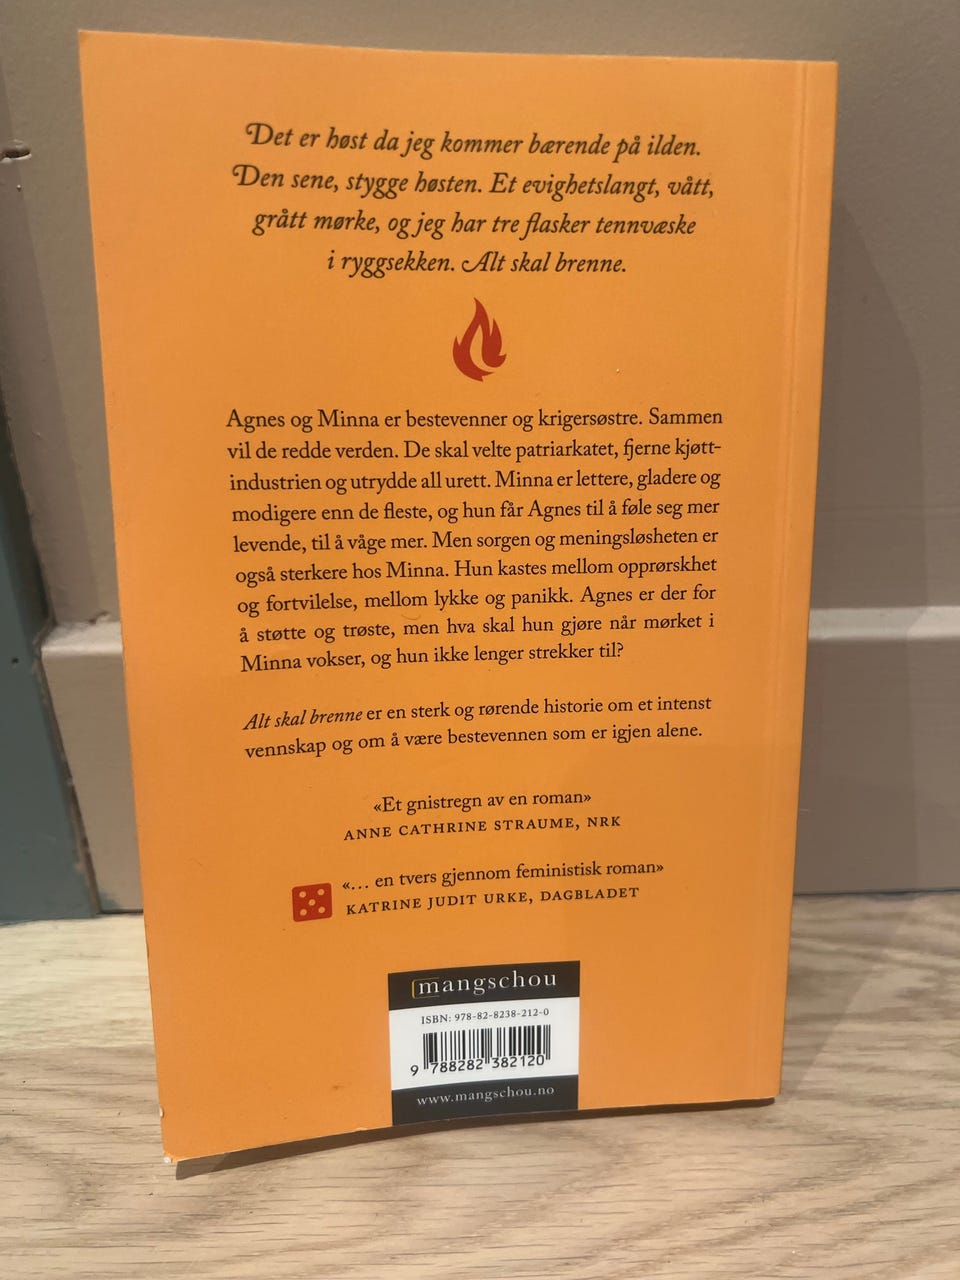 Det er høst da jeg kommer bærende på ilden.
Den sene, stygge høsten. Et evighetslangt, vått,
grått mørke, og jeg har tre flasker tennvæske
i ryggsekken. Alt skal brenne.
Agnes og Minna er bestevenner og krigersøstre. Sammen
vil de redde verden. De skal velte patriarkatet, fjerne kjøtt-
industrien og utrydde all urett. Minna er lettere, gladere og
modigere enn de fleste, og hun får Agnes til å føle seg mer
levende, til å våge mer. Men sorgen og meningsløsheten er
også sterkere hos Minna. Hun kastes mellom opprørskhet
og fortvilelse, mellom lykke og panikk. Agnes er der for
å støtte og trøste, men hva skal hun gjøre når mørket i
Minna vokser, og hun ikke lenger strekker til?
Alt skal brenne er en sterk og rørende historie om et intenst
vennskap og om å være bestevennen som er igjen alene.
«Et gnistregn av en roman»
ANNE CATHRINE STRAUME, NRK
«… en tvers gjennom feministisk roman»
KATRINE JUDIT URKE, DAGBLADET
mangschou
ISBN: 978-82-8238-212-0
9 788282 382120
www.mangschou.no